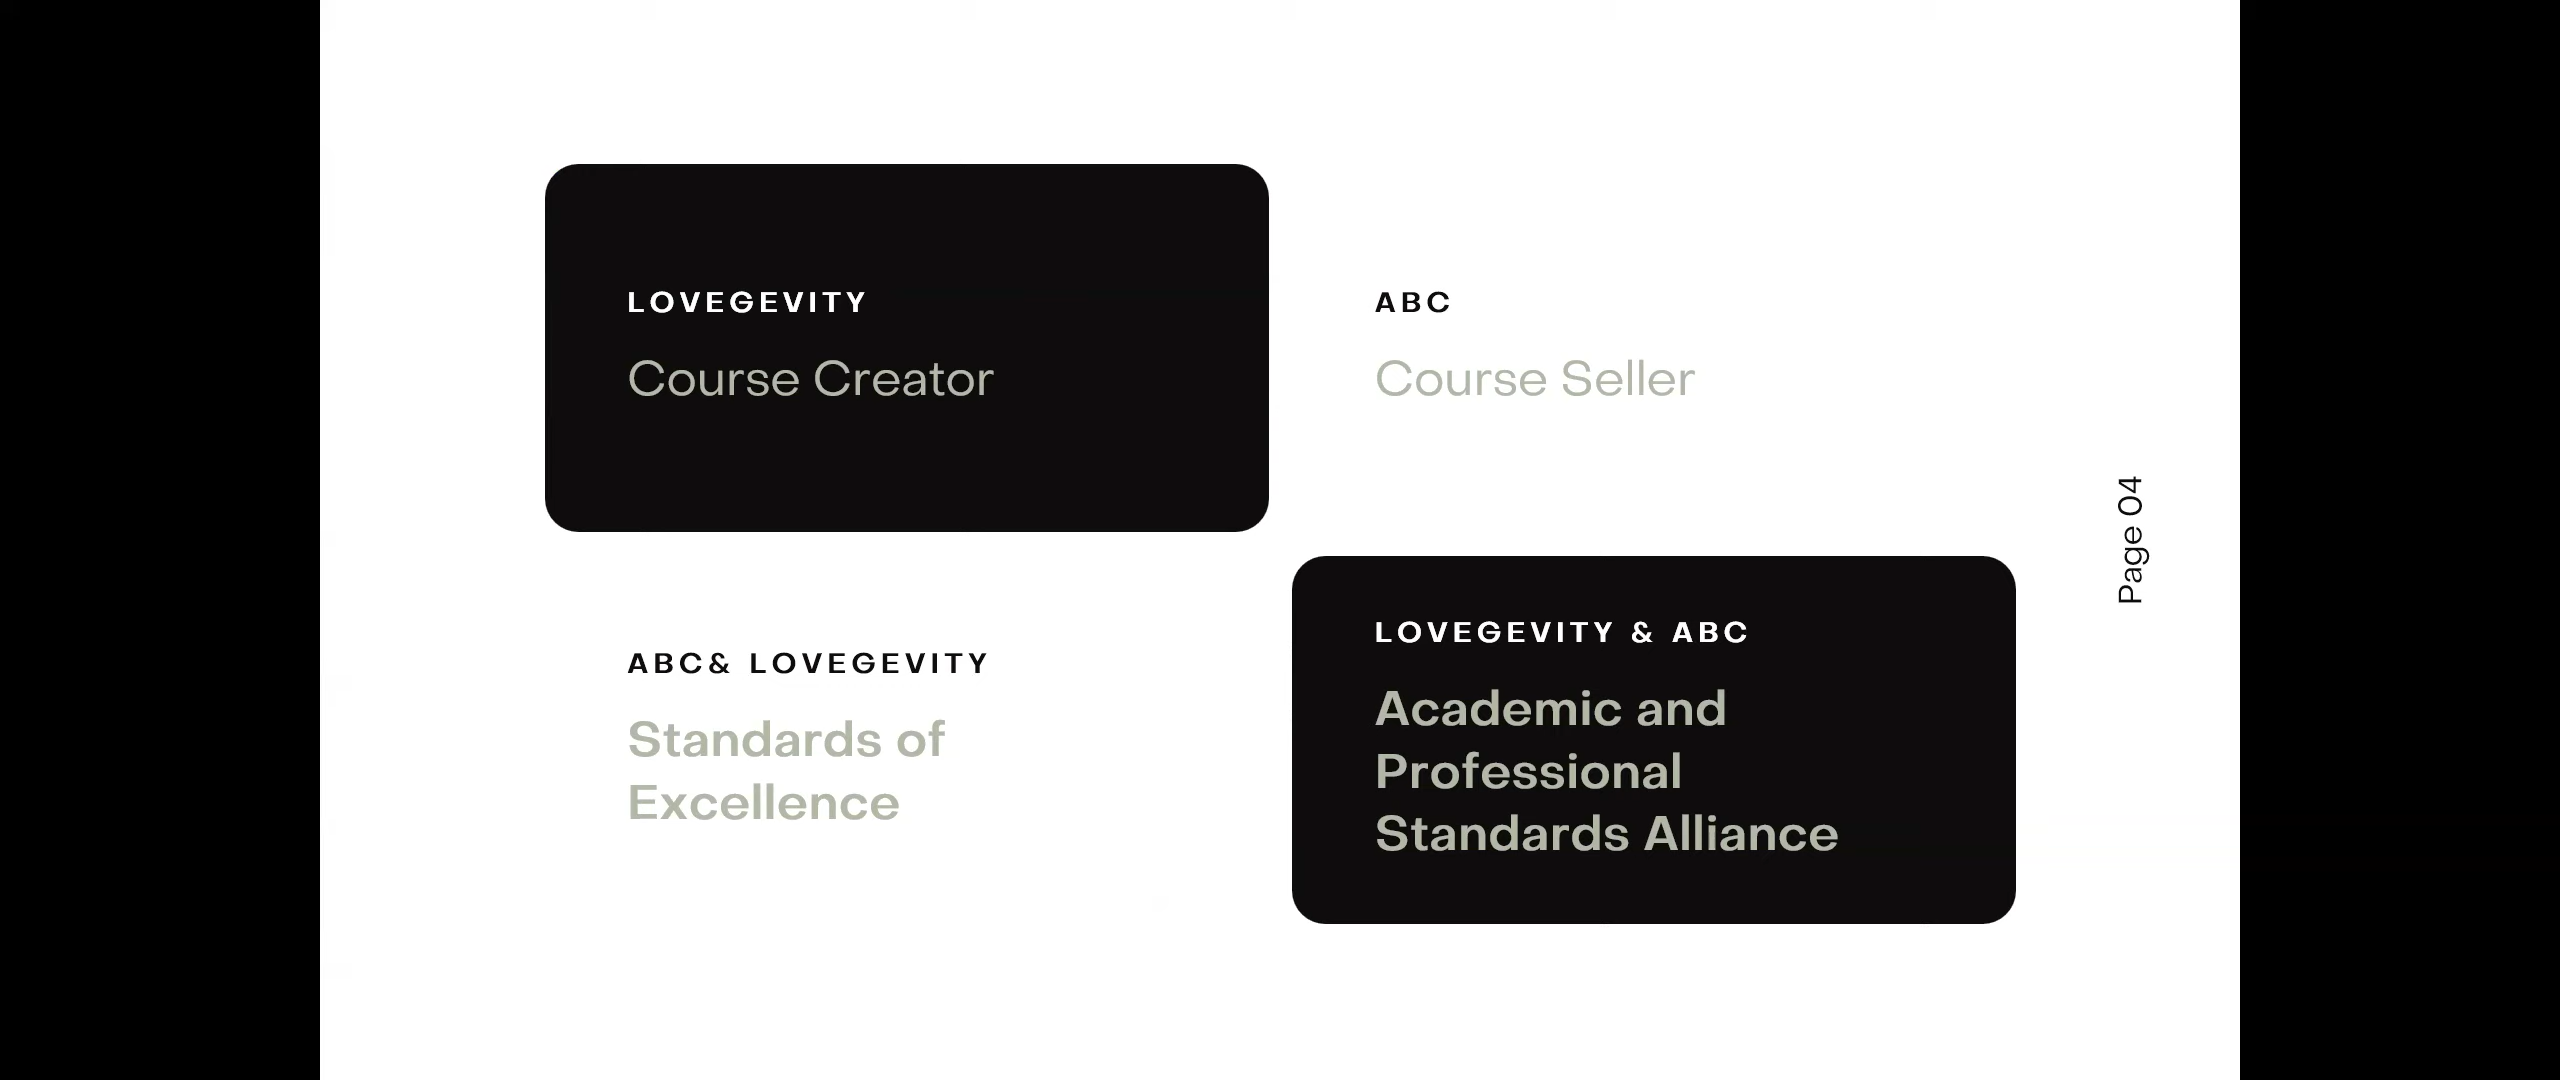 LOVEGEVITY
Course Creator
ABC
Course Seller
ABC& LOVEGEVITY
Standards of
Excellence
LOVEGEVITY & ABC
Academic and
Professional
Standards Alliance
Page 04